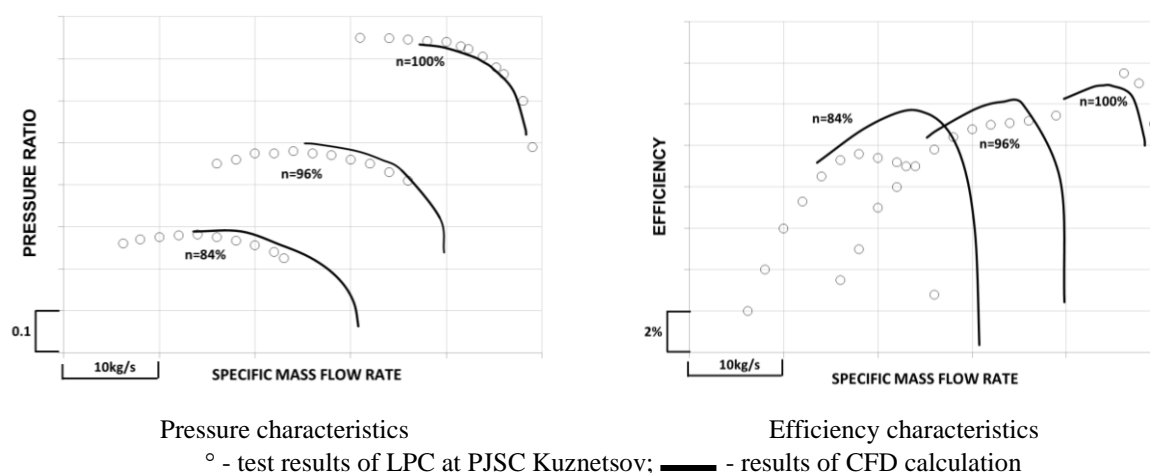 PRESSURE RATIO
n=100%
n=96%
n=84%
0.1
10kg/s
SPECIFIC MASS FLOW RATE
EFFICIENCY
n=84%
n=100%
n=96%
2%
10kg/s
SPECIFIC MASS FLOW RATE
Pressure characteristics
Efficiency characteristics
° - test results of LPC at PJSC Kuznetsov; - results of CFD calculation